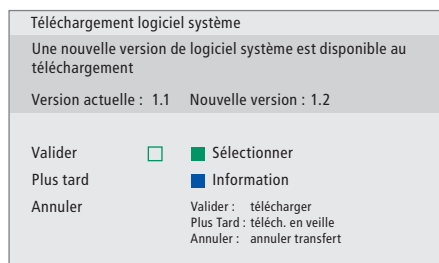 Téléchargement logiciel système
Une nouvelle version de logiciel système est disponible au
téléchargement
Version actuelle : 1.1 Nouvelle version : 1.2
Valider Sélectionner
Plus tard Information
Annuler
Valider : télécharger
Plus Tard : téléch. en veille
Annuler : annuler transfert